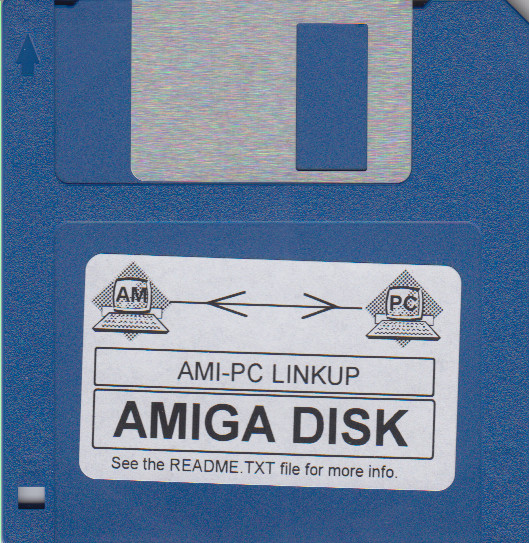 AM
PC
AMI-PC LINKUP
AMIGA DISK
See the README.TXT file for more info.